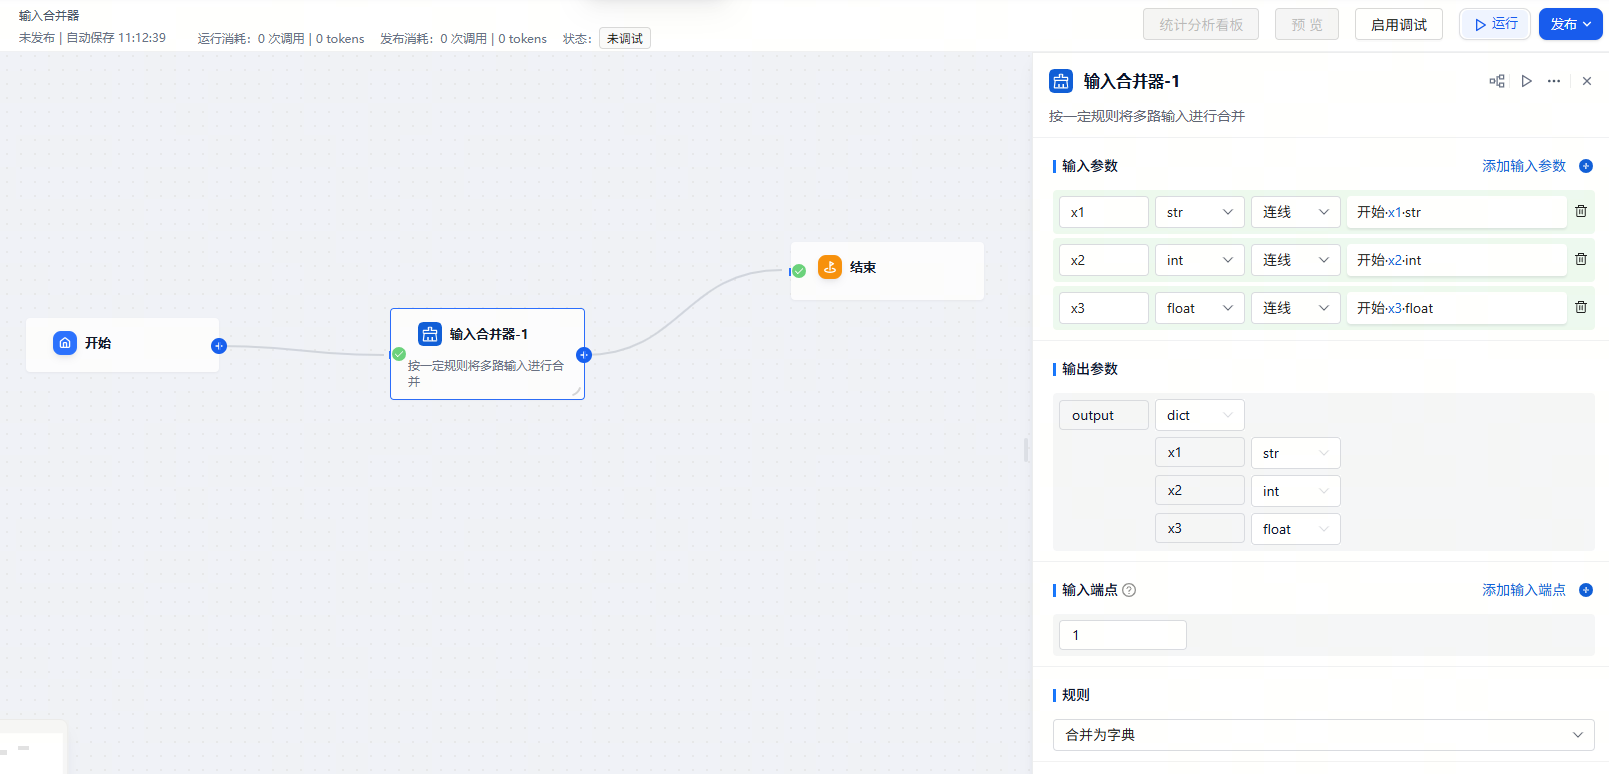 输入合并器
未发布 | 自动保存 11:12:39
运行消耗：0 次调用 | 0 tokens
发布消耗：0 次调用 | 0 tokens
状态：
未调试
统计分析看板
预 览
启用调试
运行
发布
开始
输入合并器-1
按一定规则将多路输入进行合
并
结束
输入合并器-1
按一定规则将多路输入进行合并
输入参数
添加输入参数
x1 str 连线 开始·x1·str
x2 int 连线 开始·x2·int
x3 float 连线 开始·x3·float
输出参数
output dict
x1 str
x2 int
x3 float
输入端点
添加输入端点
1
规则
合并为字典